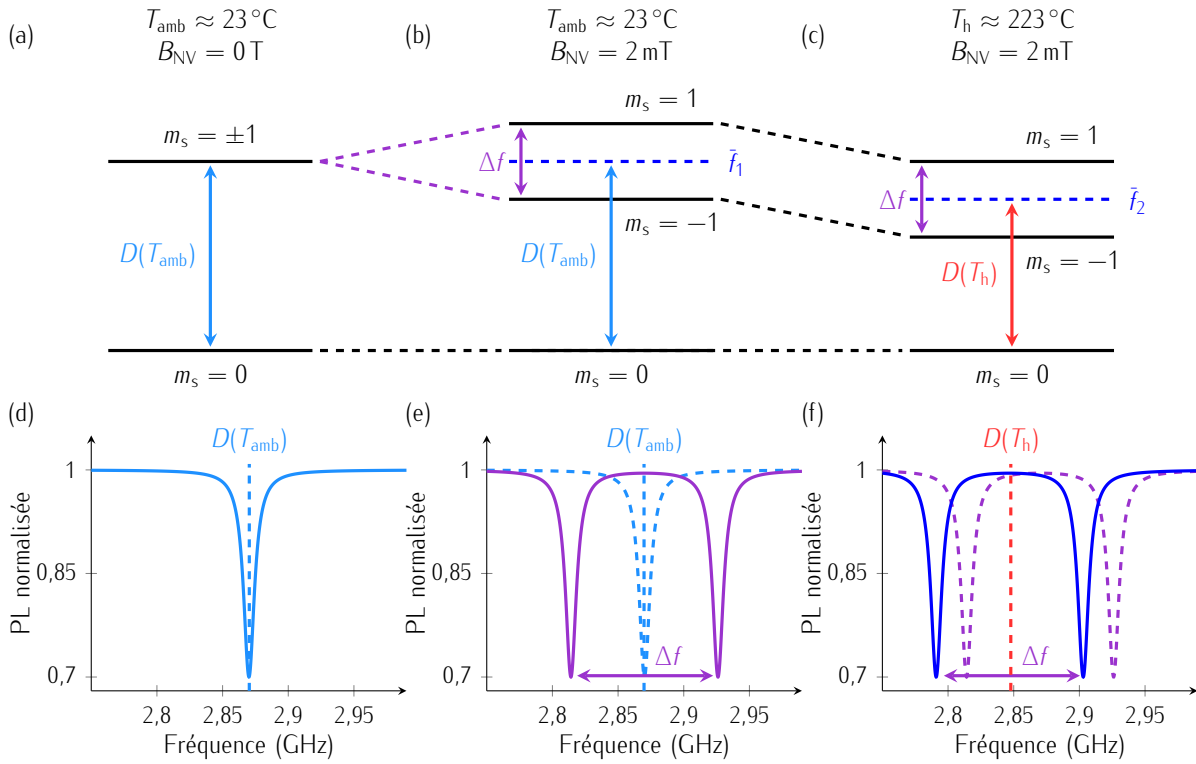 (a)
T_amb ≈ 23 °C
B_NV = 0 T
m_s = ±1
D(T_amb)
m_s = 0
(b)
T_amb ≈ 23 °C
B_NV = 2 mT
m_s = 1
Δf
f̄_1
m_s = −1
D(T_amb)
m_s = 0
(c)
T_h ≈ 223 °C
B_NV = 2 mT
m_s = 1
Δf
f̄_2
m_s = −1
D(T_h)
m_s = 0
(d)
D(T_amb)
PL normalisée
1
0,85
0,7
2,8 2,85 2,9 2,95
Fréquence (GHz)
(e)
D(T_amb)
PL normalisée
1
0,85
0,7
Δf
2,8 2,85 2,9 2,95
Fréquence (GHz)
(f)
D(T_h)
PL normalisée
1
0,85
0,7
Δf
2,8 2,85 2,9 2,95
Fréquence (GHz)